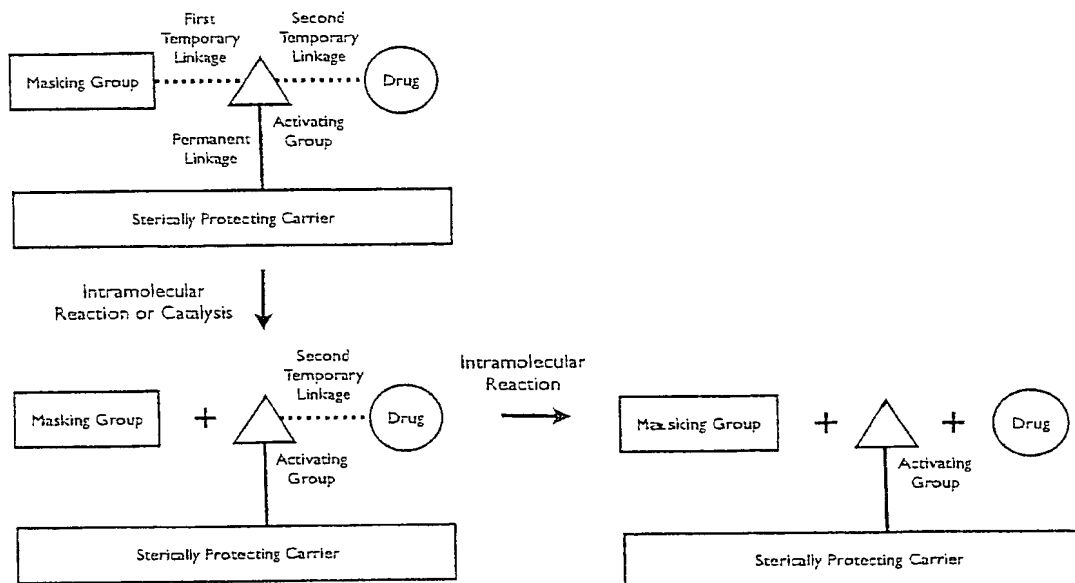 First
Temporary
Linkage
Second
Temporary
Linkage
Masking Group
Drug
Permanent
Linkage
Activating
Group
Sterically Protecting Carrier
Intramolecular
Reaction or Catalysis
Second
Temporary
Linkage
Masking Group
+
Drug
Activating
Group
Sterically Protecting Carrier
Intramolecular
Reaction
Massking Group
+
+
Drug
Activating
Group
Sterically Protecting Carrier